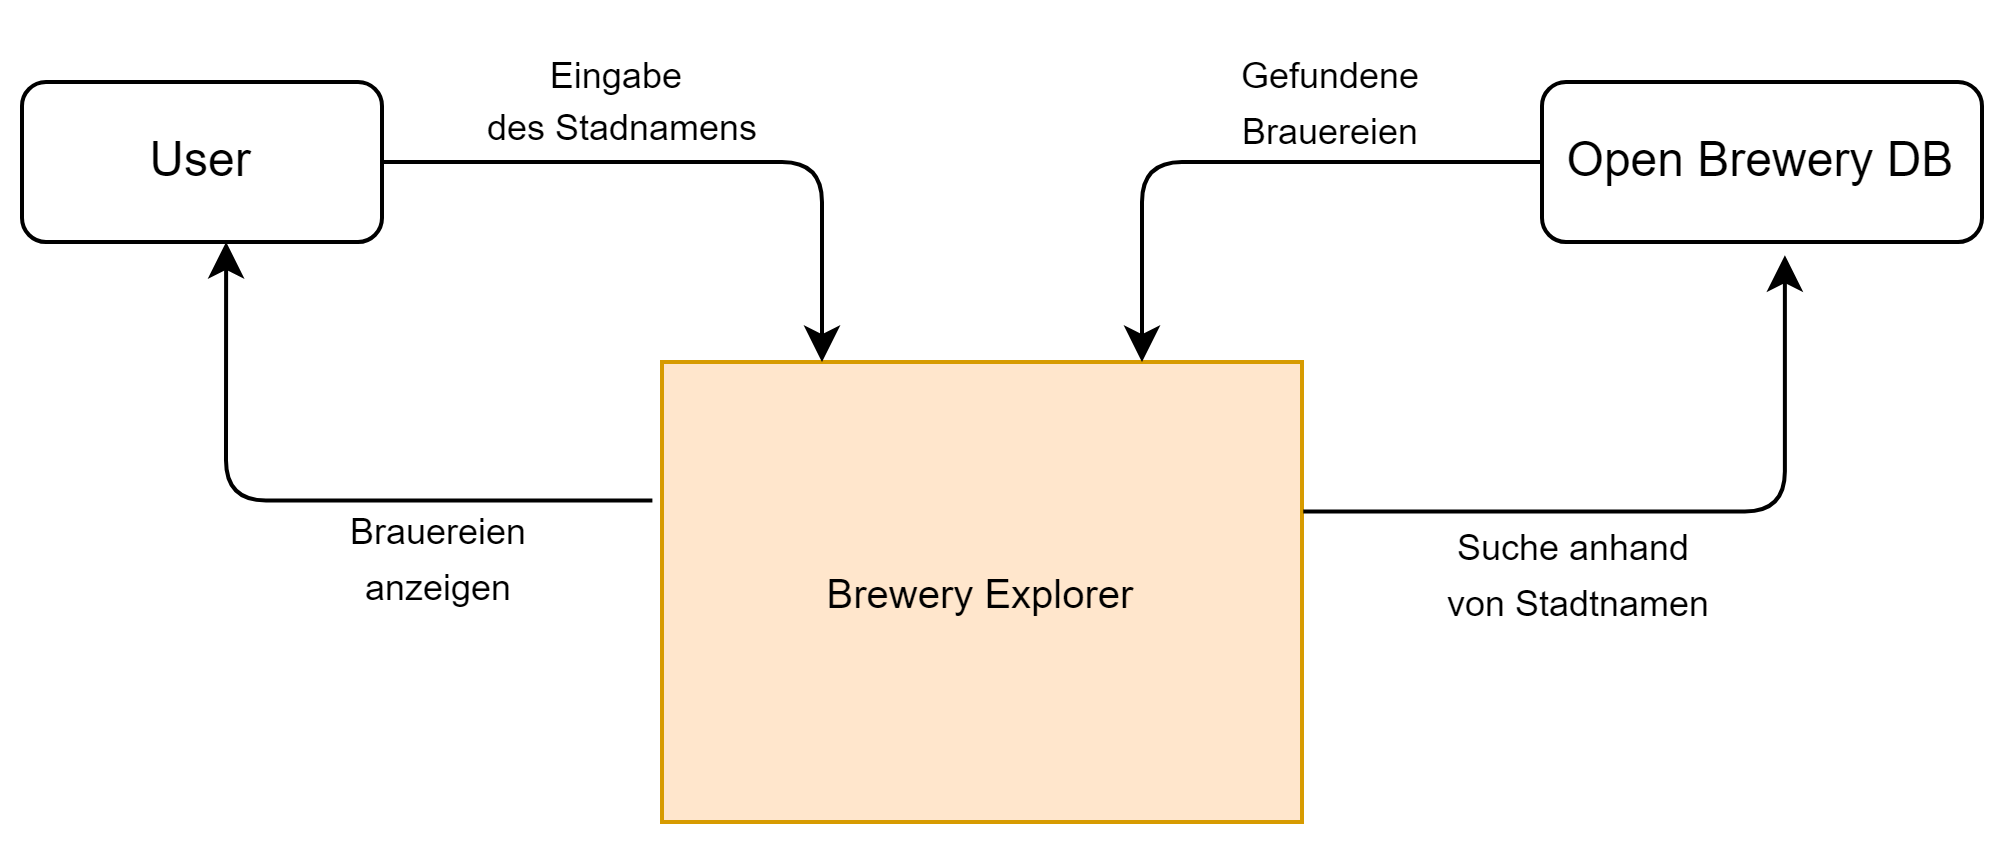 Eingabe
des Stadnamens
Gefundene
Brauereien
User
Open Brewery DB
Brauereien
anzeigen
Brewery Explorer
Suche anhand
von Stadtnamen